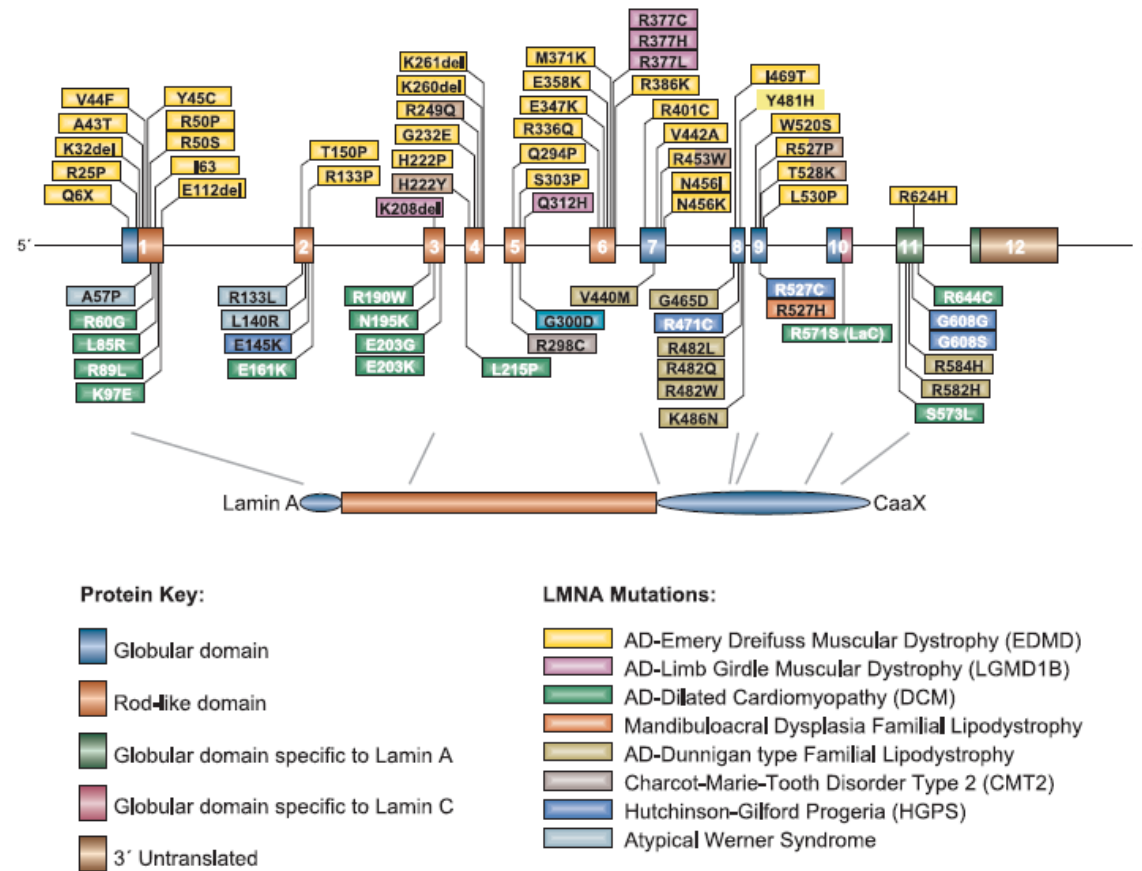 V44F
A43T
K32del
R25P
Q6X
Y45C
R50P
R50S
I63
E112del
T150P
R133P
K261del
K260del
R249Q
G232E
H222P
H222Y
K208del
M371K
E358K
E347K
R336Q
Q294P
S303P
Q312H
R377C
R377H
R377L
R386K
R401C
V442A
R453W
N456I
N456K
I469T
Y481H
W520S
R527P
T528K
L530P
R624H
5´
1
2
3
4
5
6
7
8
9
10
11
12
A57P
R60G
L85R
R89L
K97E
R133L
L140R
E145K
E161K
R190W
N195K
E203G
E203K
L215P
V440M
G300D
R298C
G465D
R471C
R482L
R482Q
R482W
K486N
R527C
R527H
R571S (LaC)
R644C
G608G
G608S
R584H
R582H
S573L
Lamin A
CaaX
Protein Key:
Globular domain
Rod-like domain
Globular domain specific to Lamin A
Globular domain specific to Lamin C
3´ Untranslated
LMNA Mutations:
AD-Emery Dreifuss Muscular Dystrophy (EDMD)
AD-Limb Girdle Muscular Dystrophy (LGMD1B)
AD-Dilated Cardiomyopathy (DCM)
Mandibuloacral Dysplasia Familial Lipodystrophy
AD-Dunnigan type Familial Lipodystrophy
Charcot-Marie-Tooth Disorder Type 2 (CMT2)
Hutchinson-Gilford Progeria (HGPS)
Atypical Werner Syndrome